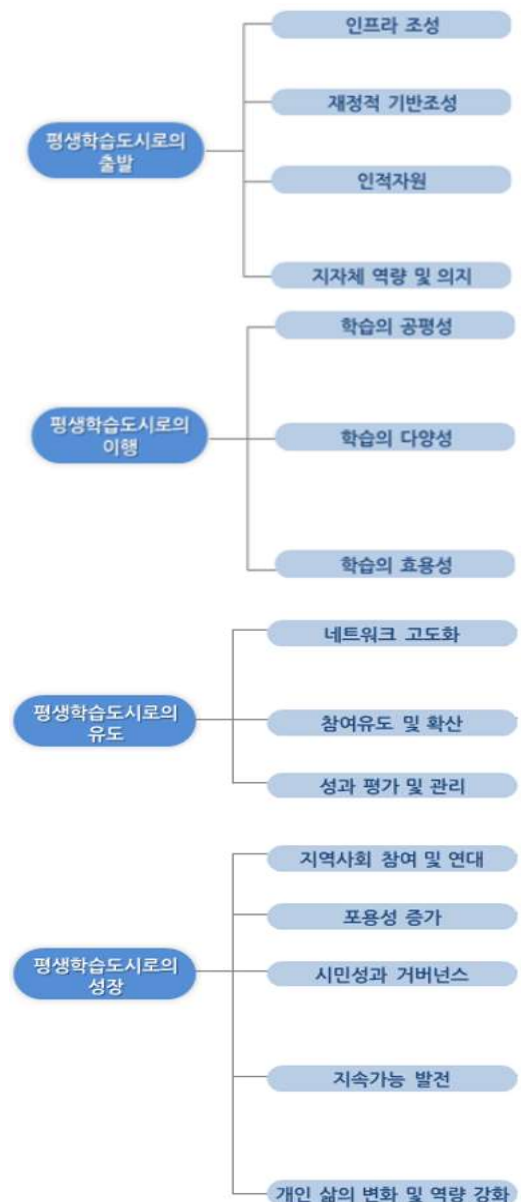 인프라 조성
재정적 기반조성
평생학습도시로의
출발
인적자원
지자체 역량 및 의지
학습의 공평성
평생학습도시로의
이행
학습의 다양성
학습의 효용성
네트워크 고도화
평생학습도시로의
유도
참여유도 및 확산
성과 평가 및 관리
지역사회 참여 및 연대
포용성 증가
평생학습도시로의
성장
시민성과 거버넌스
지속가능 발전
개인 삶의 변화 및 역량 강화